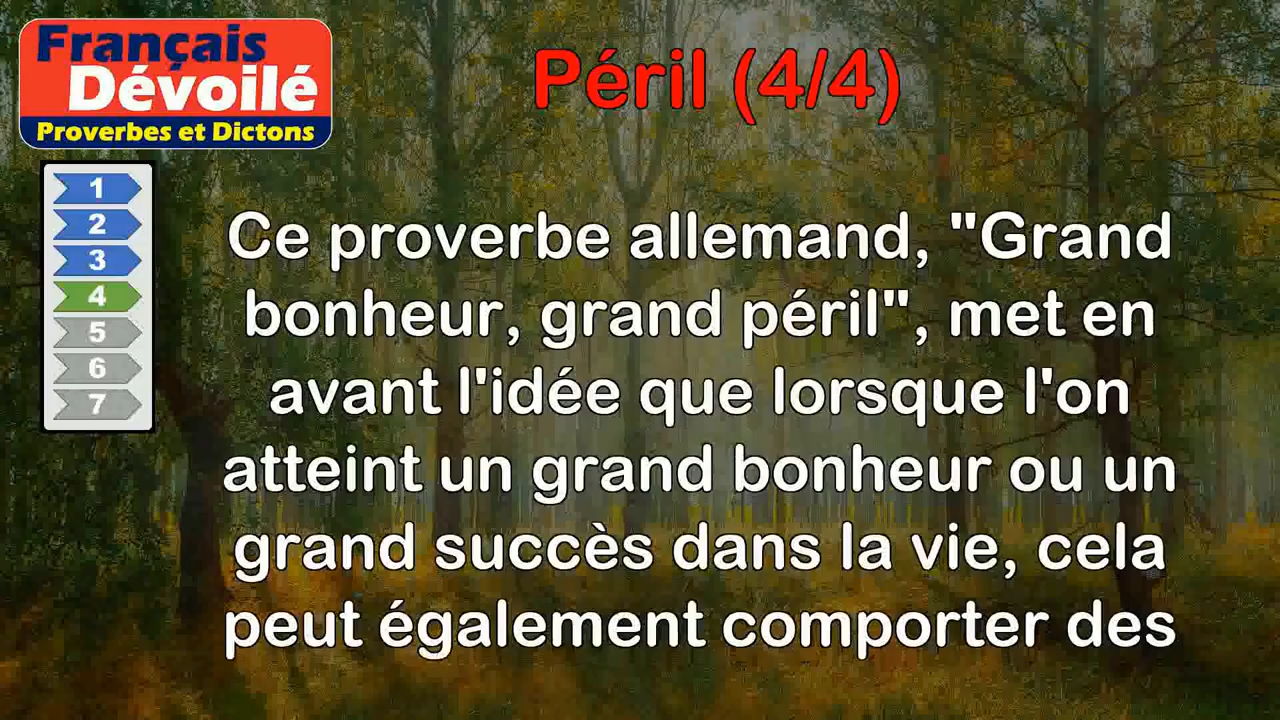 Français
Dévoilé
Proverbes et Dictons
Péril (4/4)
1
2
3
4
5
6
7
Ce proverbe allemand, "Grand
bonheur, grand péril", met en
avant l'idée que lorsque l'on
atteint un grand bonheur ou un
grand succès dans la vie, cela
peut également comporter des